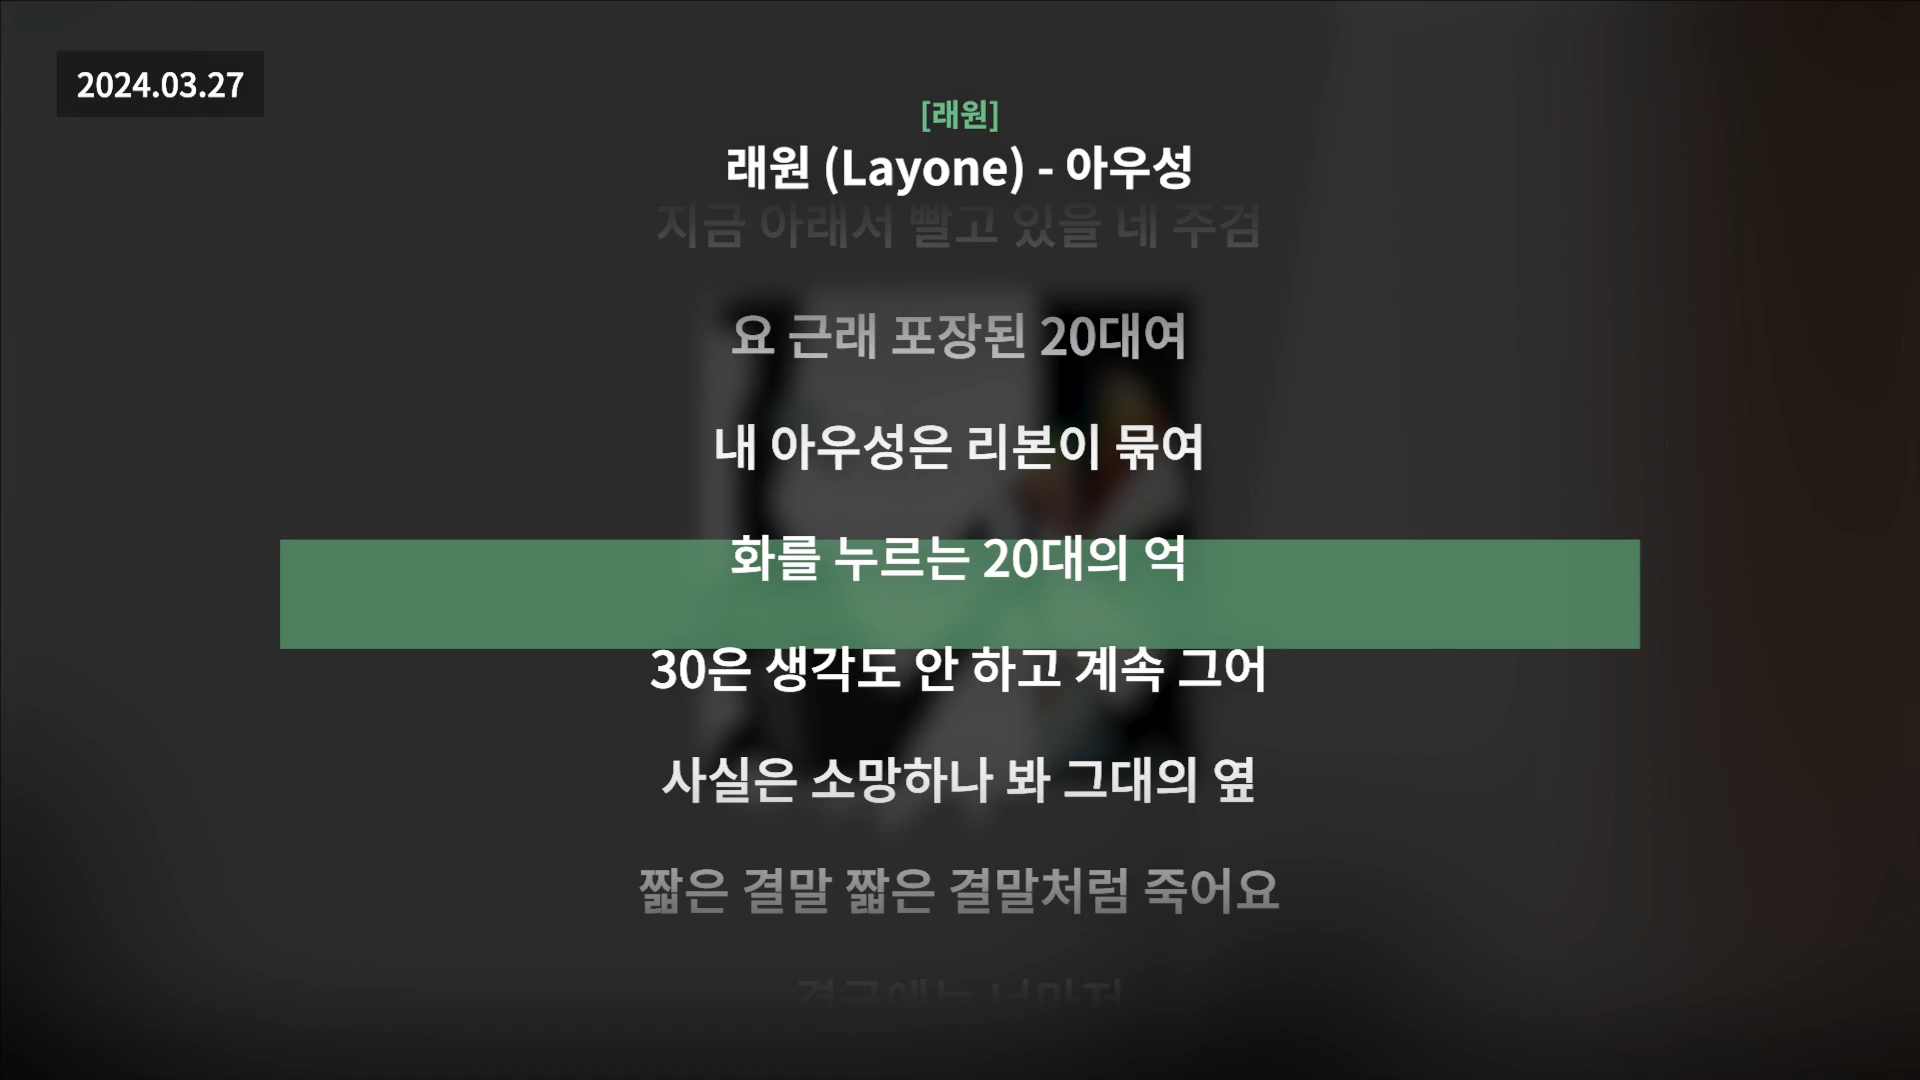 2024.03.27
[래원]
래원 (Layone) - 아우성
지금 아래서 빨고 있을 네 주검
요 근래 포장된 20대여
내 아우성은 리본이 묶여
화를 누르는 20대의 억
30은 생각도 안 하고 계속 그어
사실은 소망하나 봐 그대의 옆
짧은 결말 짧은 결말처럼 죽어요